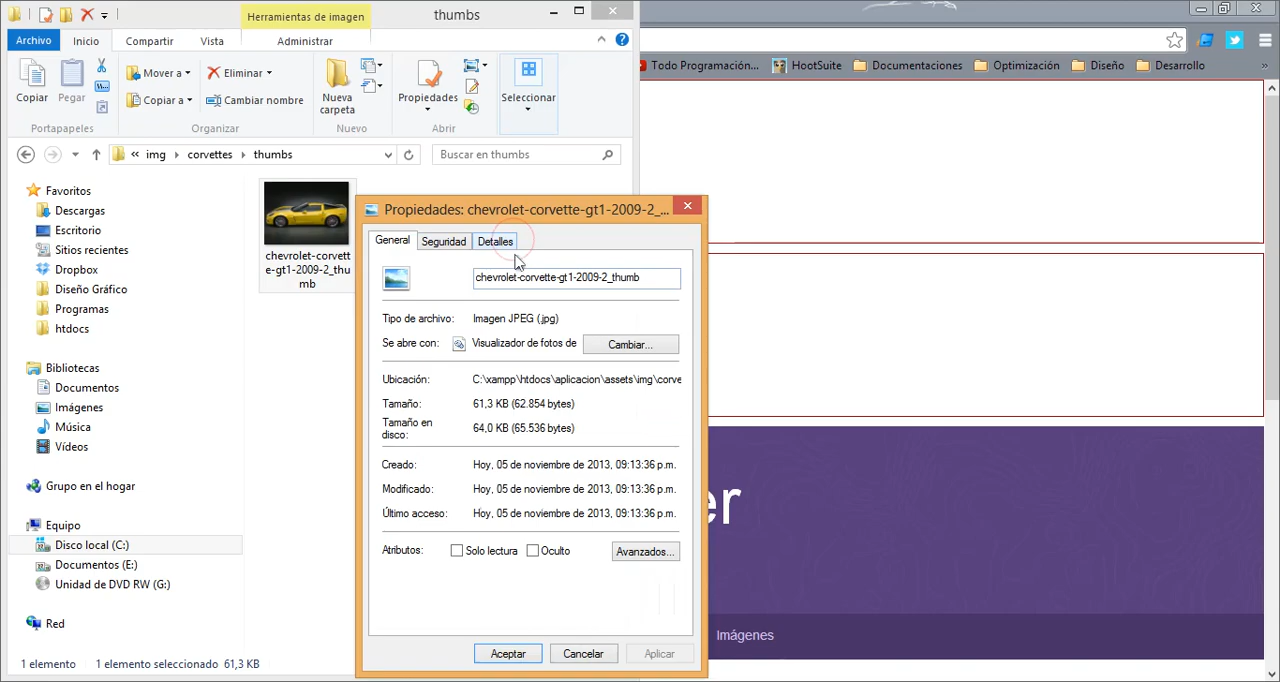 Herramientas de imagen
thumbs
Archivo
Inicio
Compartir
Vista
Administrar
Copiar
Pegar
Mover a
Copiar a
Eliminar
Cambiar nombre
Nueva
carpeta
Propiedades
Seleccionar
Portapapeles
Organizar
Nuevo
Abrir
« img ▸ corvettes ▸ thumbs
Buscar en thumbs
Todo Programación...
HootSuite
Documentaciones
Optimización
Diseño
Desarrollo
»
Favoritos
Descargas
Escritorio
Sitios recientes
Dropbox
Diseño Gráfico
Programas
htdocs
Bibliotecas
Documentos
Imágenes
Música
Vídeos
Grupo en el hogar
Equipo
Disco local (C:)
Documentos (E:)
Unidad de DVD RW (G:)
Red
1 elemento
1 elemento seleccionado 61,3 KB
chevrolet-corvett
e-gt1-2009-2_thu
mb
Propiedades: chevrolet-corvette-gt1-2009-2_...
General
Seguridad
Detalles
chevrolet-corvette-gt1-2009-2_thumb
Tipo de archivo: Imagen JPEG (.jpg)
Se abre con: Visualizador de fotos de
Cambiar...
Ubicación: C:\xampp\htdocs\aplicacion\assets\img\corve
Tamaño: 61,3 KB (62.854 bytes)
Tamaño en
disco:
64,0 KB (65.536 bytes)
Creado: Hoy, 05 de noviembre de 2013, 09:13:36 p.m.
Modificado: Hoy, 05 de noviembre de 2013, 09:13:36 p.m.
Último acceso: Hoy, 05 de noviembre de 2013, 09:13:36 p.m.
Atributos: Solo lectura Oculto
Avanzados...
Aceptar
Cancelar
Aplicar
er
Imágenes